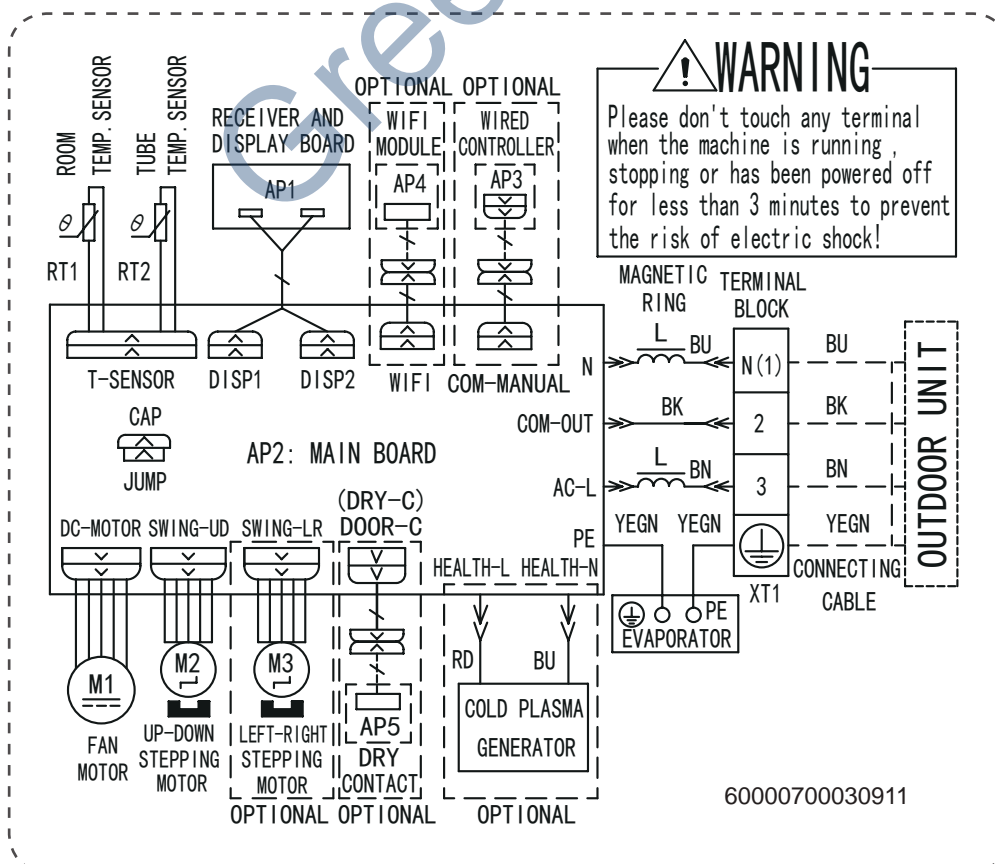 Gree
WARNING
Please don't touch any terminal
when the machine is running ,
stopping or has been powered off
for less than 3 minutes to prevent
the risk of electric shock!
ROOM
TEMP. SENSOR
TUBE
TEMP. SENSOR
RECEIVER AND
DISPLAY BOARD
OPTIONAL
WIFI
MODULE
OPTIONAL
WIRED
CONTROLLER
AP1
AP4
AP3
θ
θ
RT1
RT2
MAGNETIC
RING
TERMINAL
BLOCK
T-SENSOR
DISP1
DISP2
WIFI
COM-MANUAL
N
L
BU
N(1)
BU
CAP
JUMP
AP2: MAIN BOARD
COM-OUT
BK
2
BK
AC-L
L
BN
3
BN
PE
YEGN
YEGN
YEGN
OUTDOOR UNIT
XT1
CONNECTING
CABLE
PE
EVAPORATOR
DC-MOTOR
SWING-UD
SWING-LR
(DRY-C)
DOOR-C
HEALTH-L
HEALTH-N
M1
M2
M3
RD
BU
FAN
MOTOR
UP-DOWN
STEPPING
MOTOR
LEFT-RIGHT
STEPPING
MOTOR
OPTIONAL
AP5
DRY
CONTACT
OPTIONAL
COLD PLASMA
GENERATOR
OPTIONAL
60000700030911